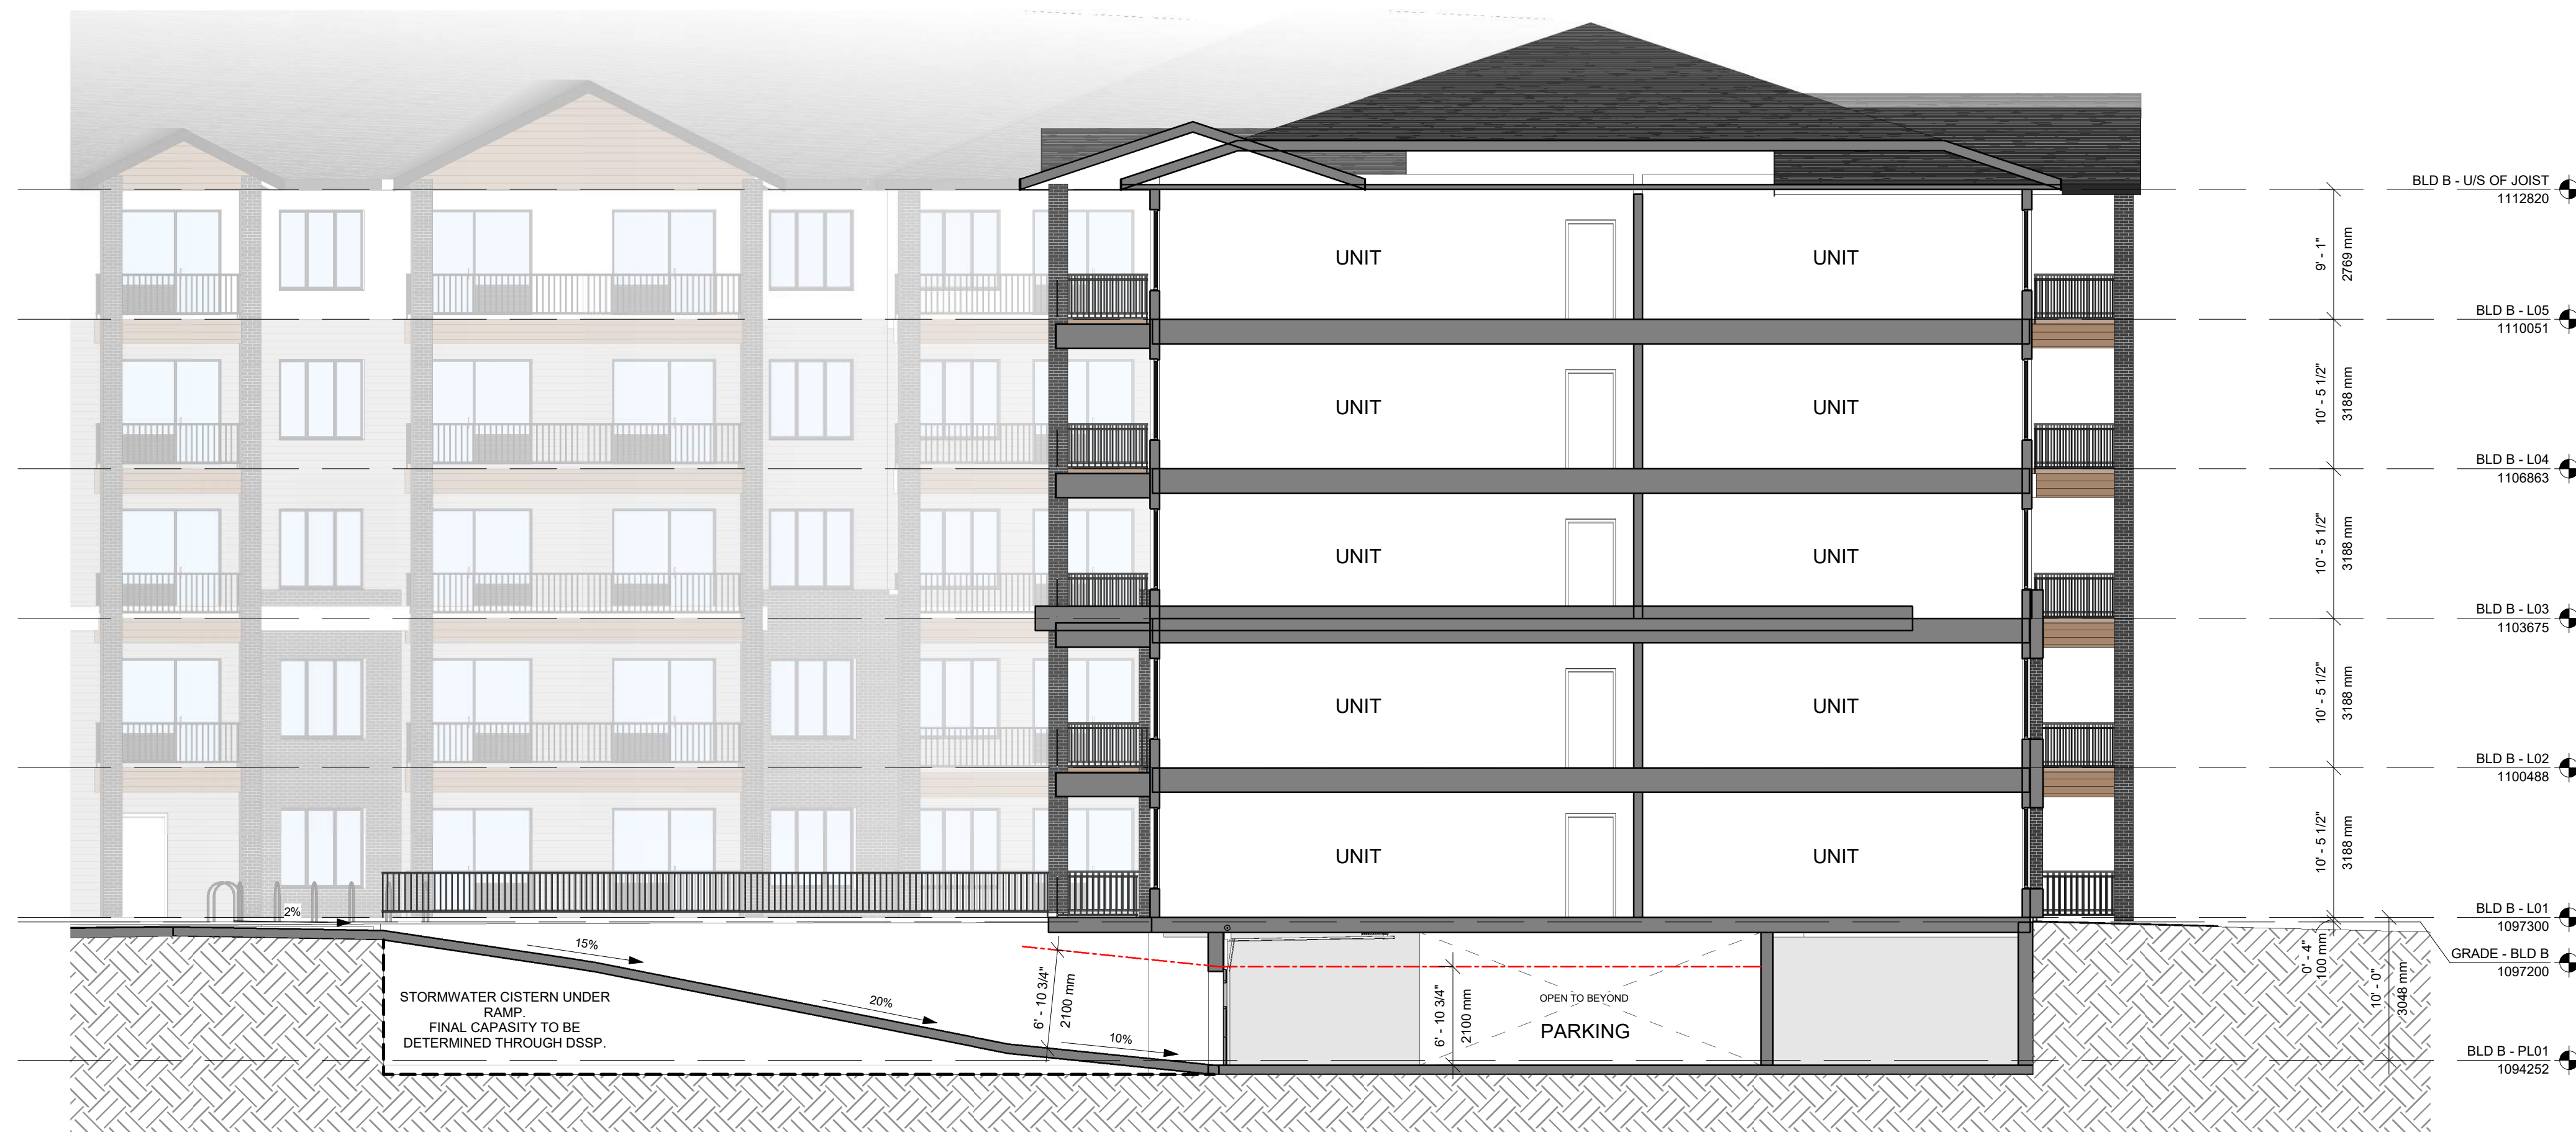 BLD B - U/S OF JOIST
1112820
9' - 1"
2769 mm
UNIT
UNIT
BLD B - L05
1110051
10' - 5 1/2"
3188 mm
UNIT
UNIT
BLD B - L04
1106863
10' - 5 1/2"
3188 mm
UNIT
UNIT
BLD B - L03
1103675
10' - 5 1/2"
3188 mm
UNIT
UNIT
BLD B - L02
1100488
10' - 5 1/2"
3188 mm
UNIT
UNIT
BLD B - L01
1097300
2%
15%
20%
10%
0' - 4"
100 mm
GRADE - BLD B
1097200
10' - 0"
3048 mm
STORMWATER CISTERN UNDER
RAMP.
FINAL CAPASITY TO BE
DETERMINED THROUGH DSSP.
6' - 10 3/4"
2100 mm
6' - 10 3/4"
2100 mm
OPEN TO BEYOND
PARKING
BLD B - PL01
1094252